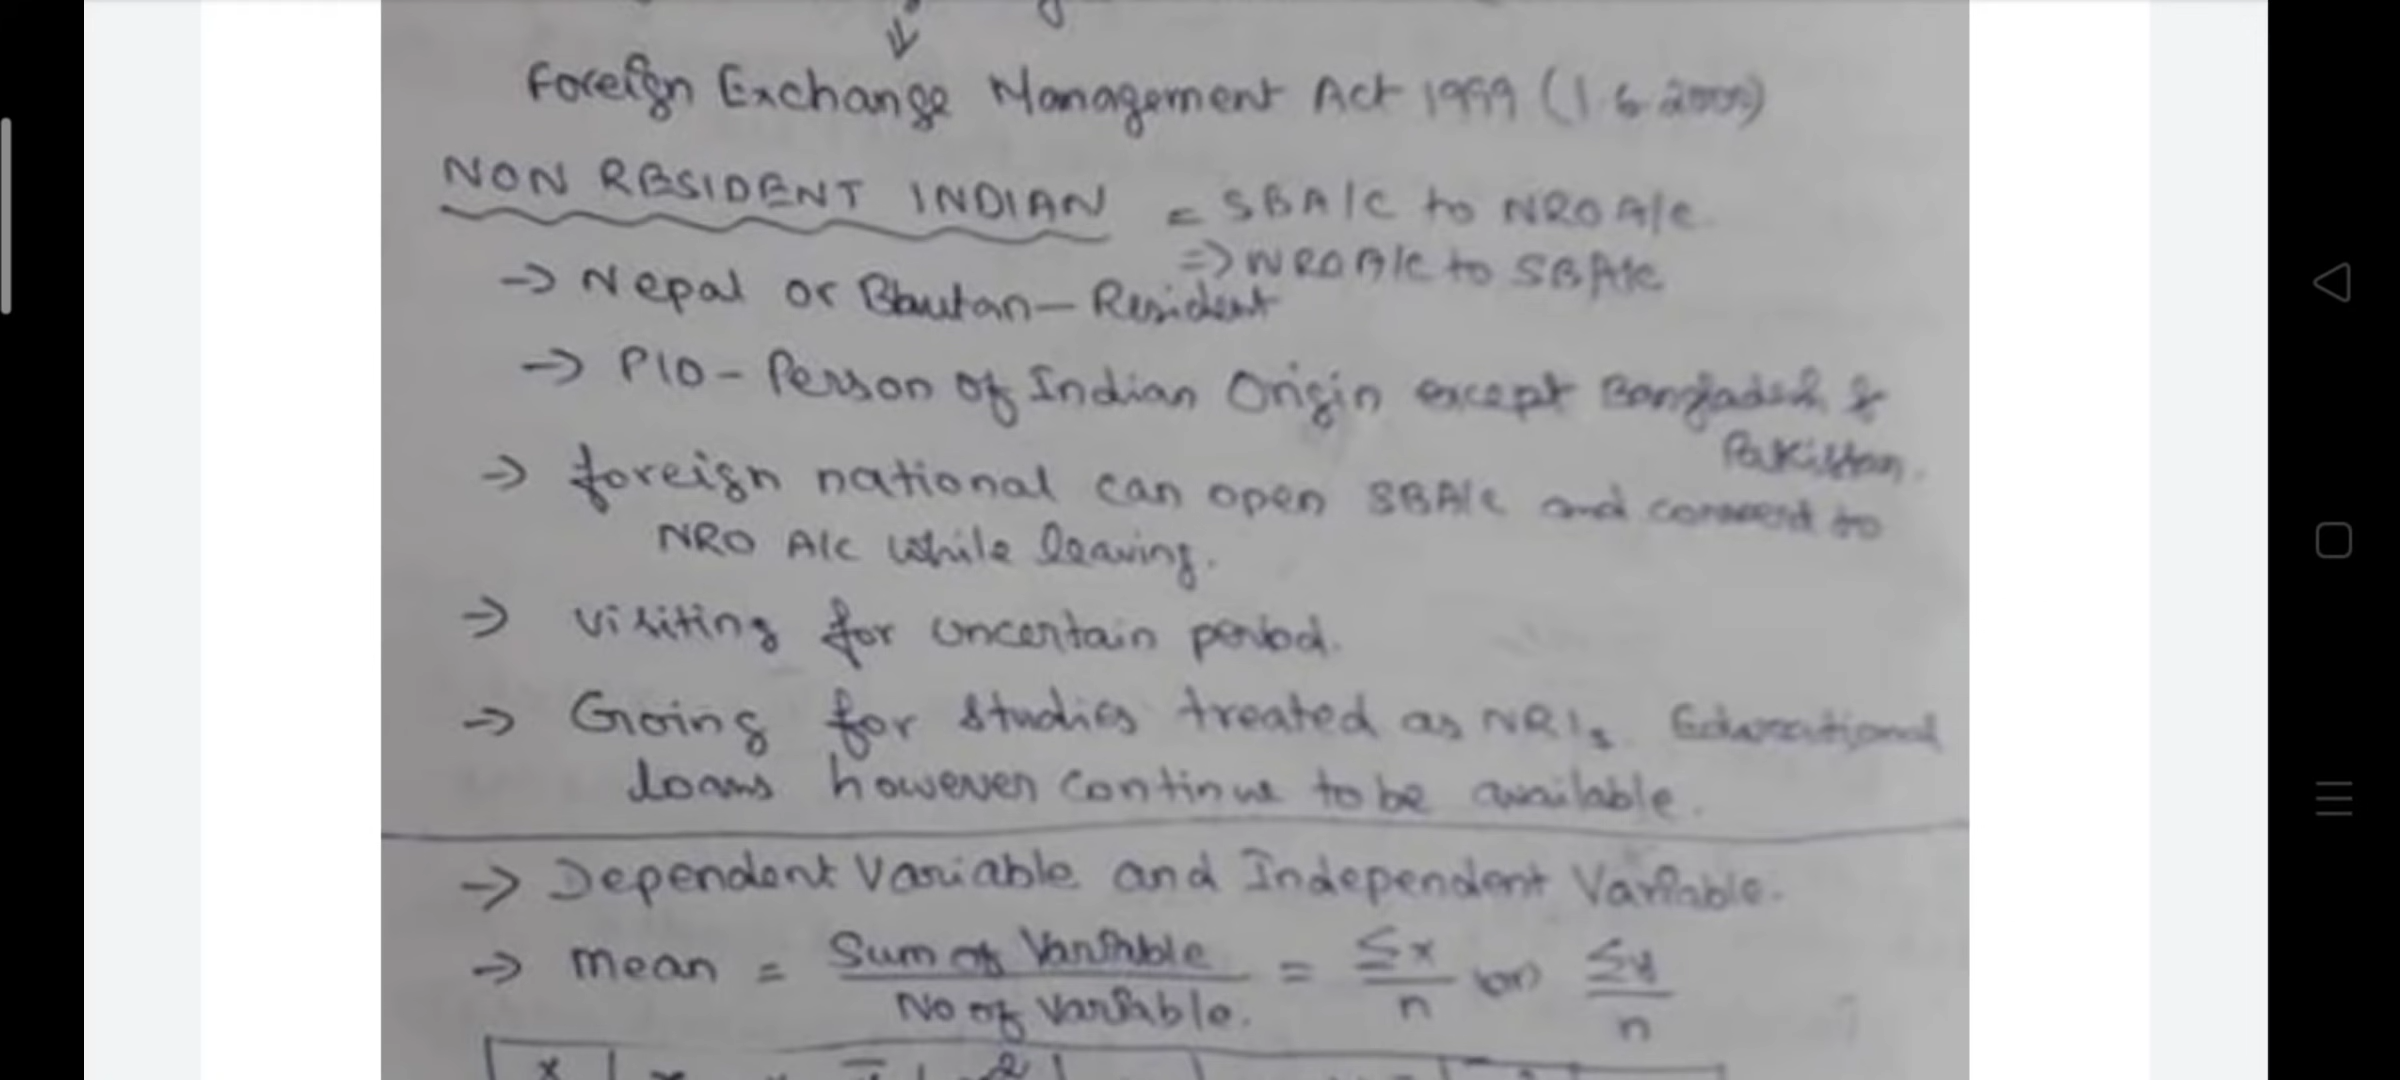 Foreign Exchange Management Act 1999 (1.6.2000)
NON RESIDENT INDIAN = SBA/C to NRO A/c
=> NRO A/c to SBA/c
-> Nepal or Bhutan - Resident
-> PIO - Person of Indian Origin except Bangladesh &
Pakistan.
-> foreign national can open SBA/c and convert to
NRO A/c while leaving.
-> visiting for uncertain period.
-> Going for studies treated as NRIs. Educational
loans however continue to be available.
-> Dependent Variable and Independent Variable.
-> mean = Sum of Variable / No of variable. = Σx / n (or) Σy / n